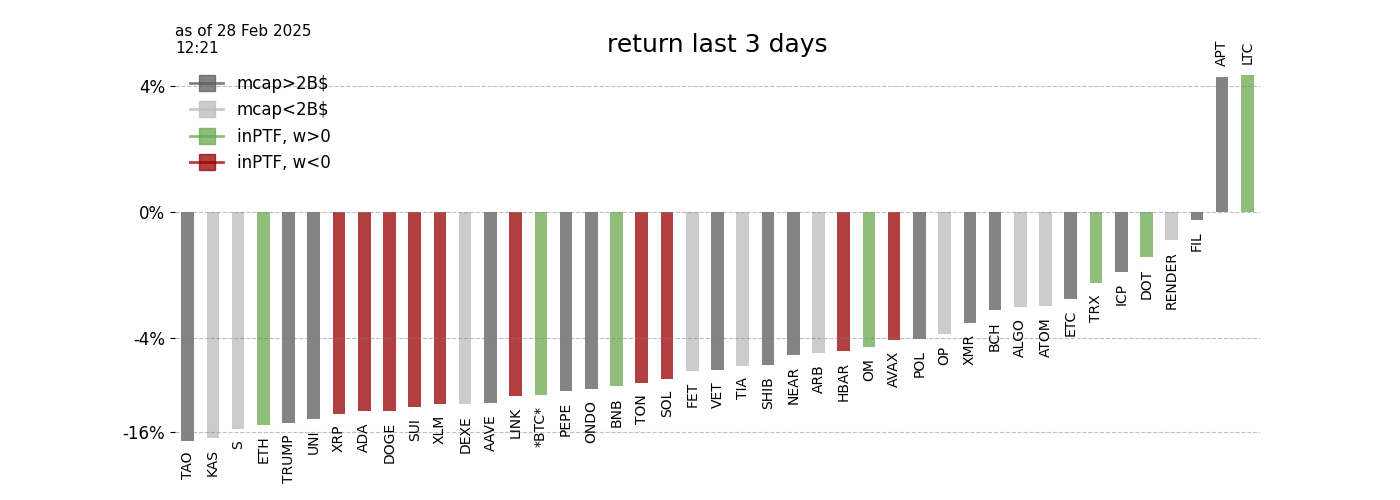 as of 28 Feb 2025
12:21
return last 3 days
mcap>2B$
mcap<2B$
inPTF, w>0
inPTF, w<0
4%
0%
-4%
-16%
TAO
KAS
S
ETH
TRUMP
UNI
XRP
ADA
DOGE
SUI
XLM
DEXE
AAVE
LINK
*BTC*
PEPE
ONDO
BNB
TON
SOL
FET
VET
TIA
SHIB
NEAR
ARB
HBAR
OM
AVAX
POL
OP
XMR
BCH
ALGO
ATOM
ETC
TRX
ICP
DOT
RENDER
FIL
APT
LTC